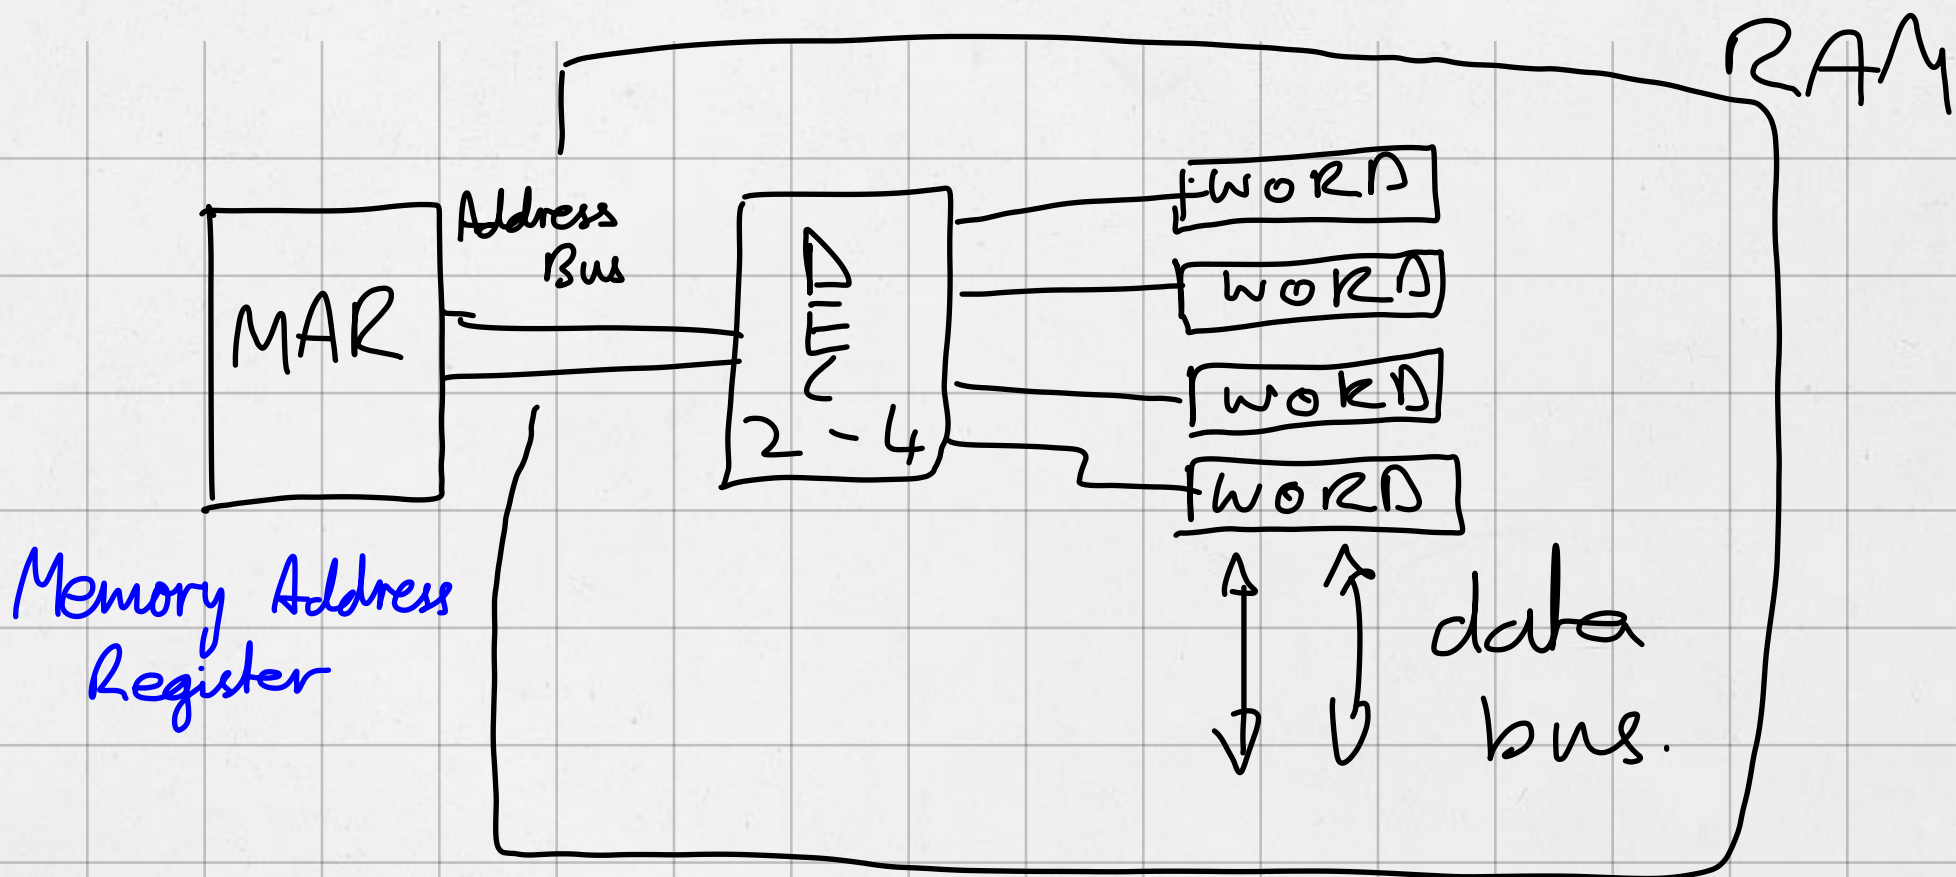 RAM
Address
Bus
MAR
DEC
2-4
WORD
WORD
WORD
WORD
Memory Address
Register
data
bus.